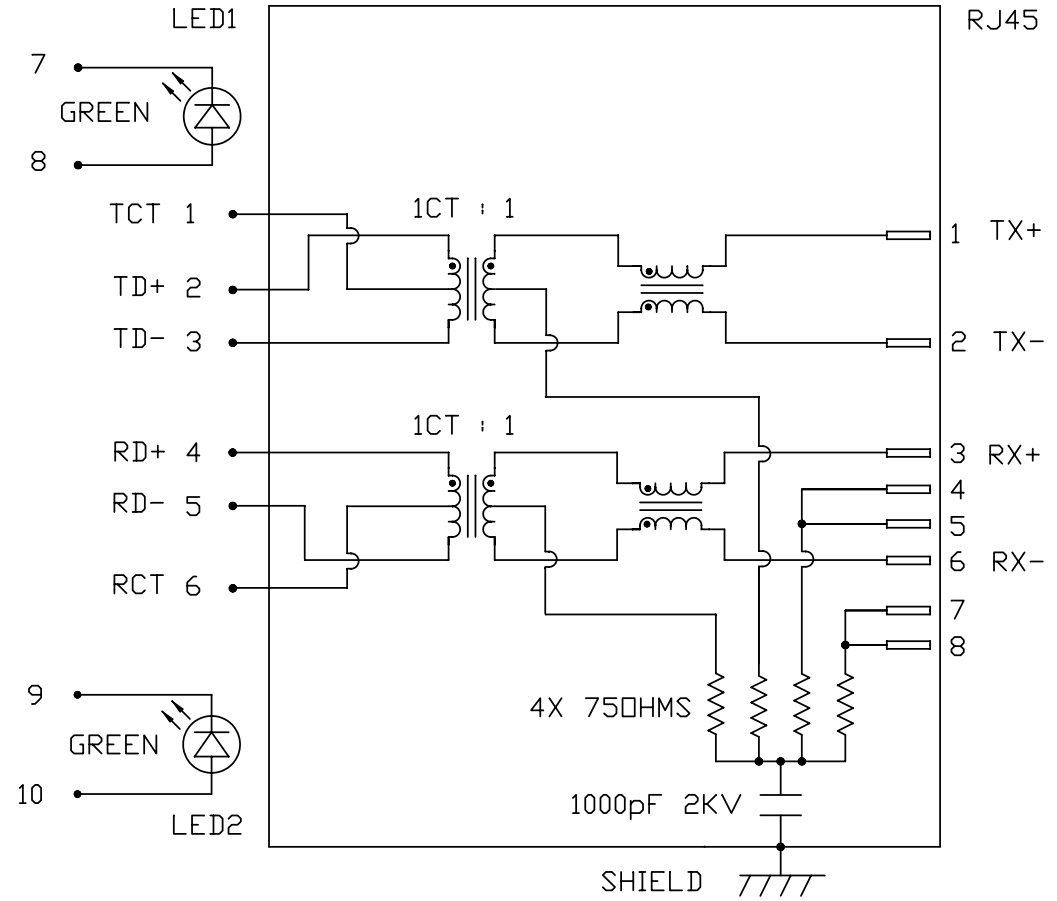 LED1
RJ45
7
GREEN
8
TCT 1
1CT : 1
1 TX+
TD+ 2
TD- 3
2 TX-
1CT : 1
RD+ 4
3 RX+
4
RD- 5
5
6 RX-
RCT 6
7
8
9
4X 75OHMS
GREEN
10
1000pF 2KV
LED2
SHIELD